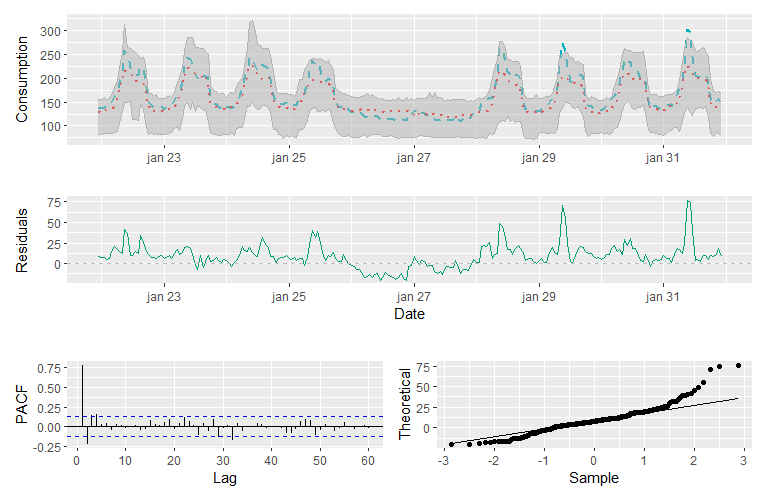 Consumption
300
250
200
150
100
jan 23
jan 25
jan 27
jan 29
jan 31
Residuals
75
50
25
0
jan 23
jan 25
jan 27
jan 29
jan 31
Date
PACF
0.75
0.50
0.25
0.00
-0.25
0
10
20
30
40
50
60
Lag
Theoretical
75
50
25
0
-3
-2
-1
0
1
2
3
Sample